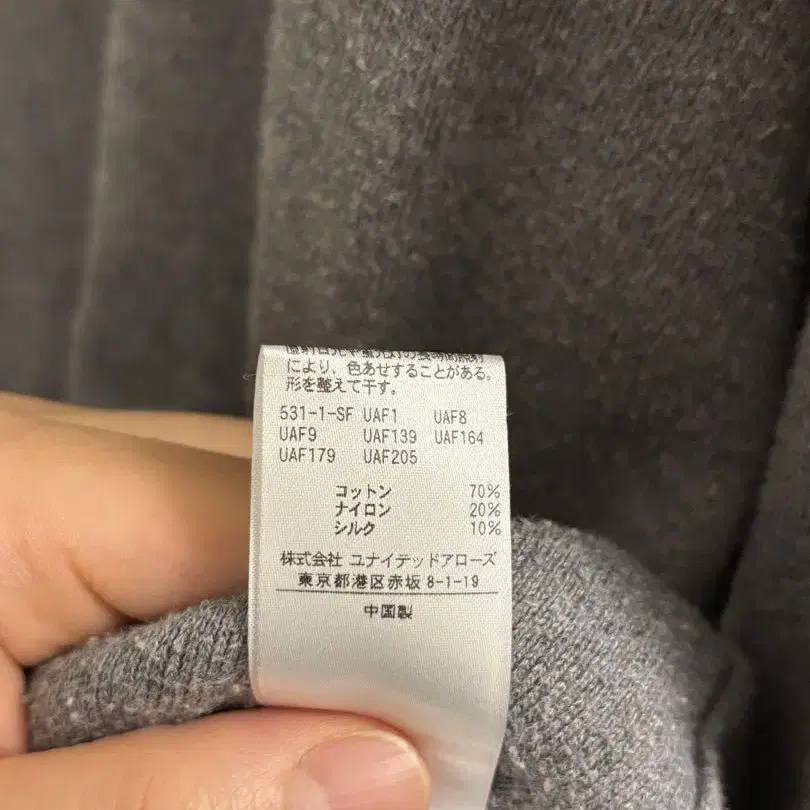 により、色あせすることがある。
形を整えて干す。
531-1-SF UAF1 UAF8
UAF9 UAF139 UAF164
UAF179 UAF205
コットン 70%
ナイロン 20%
シルク 10%
株式会社 ユナイテッドアローズ
東京都港区赤坂 8-1-19
中国製